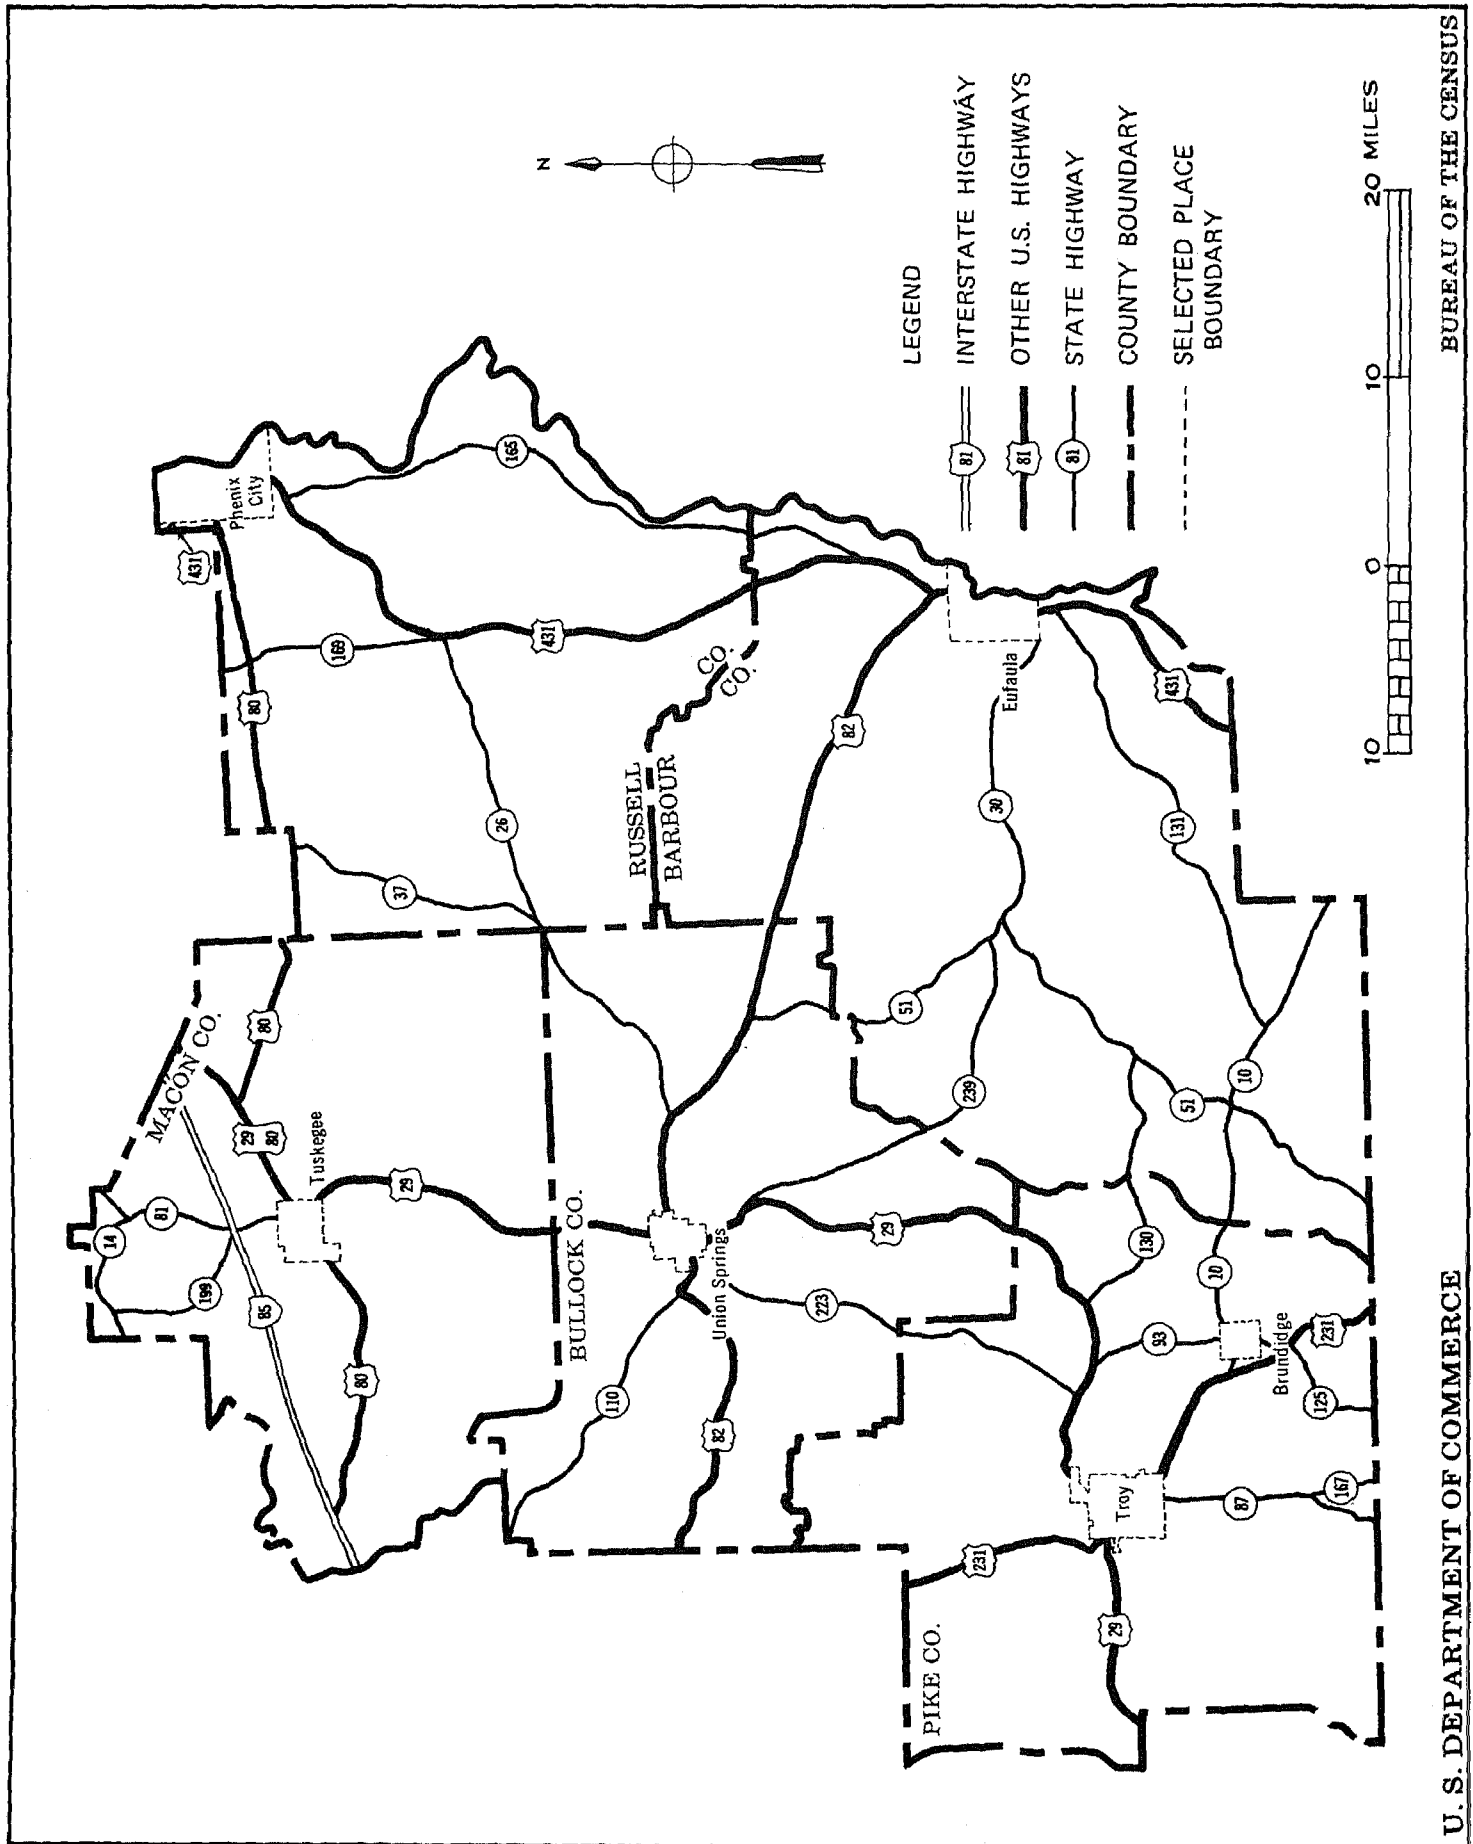 N
LEGEND
81 INTERSTATE HIGHWAY
81 OTHER U.S. HIGHWAYS
81 STATE HIGHWAY
COUNTY BOUNDARY
SELECTED PLACE
BOUNDARY
10 0 10 20 MILES
MACON CO.
14
81
199
85
29
80
80
80
29
Tuskegee
431
Phenix
City
80
169
165
431
26
37
RUSSELL CO.
BARBOUR CO.
BULLOCK CO.
110
82
Union Springs
223
29
82
51
239
30
Eufaula
431
131
10
51
130
10
93
Brundidge
231
125
167
87
Troy
231
29
PIKE CO.
U. S. DEPARTMENT OF COMMERCE
BUREAU OF THE CENSUS